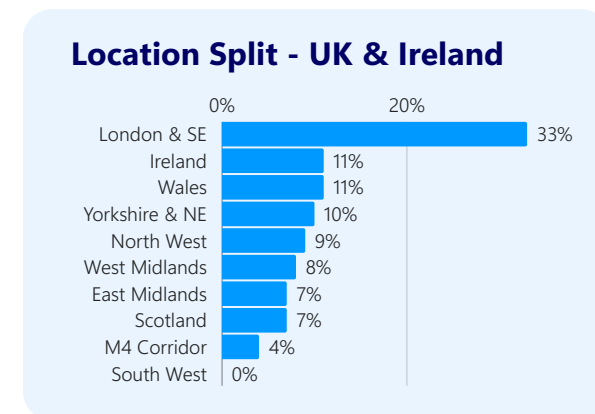 Location Split - UK & Ireland
0% 20%
London & SE 33%
Ireland 11%
Wales 11%
Yorkshire & NE 10%
North West 9%
West Midlands 8%
East Midlands 7%
Scotland 7%
M4 Corridor 4%
South West 0%